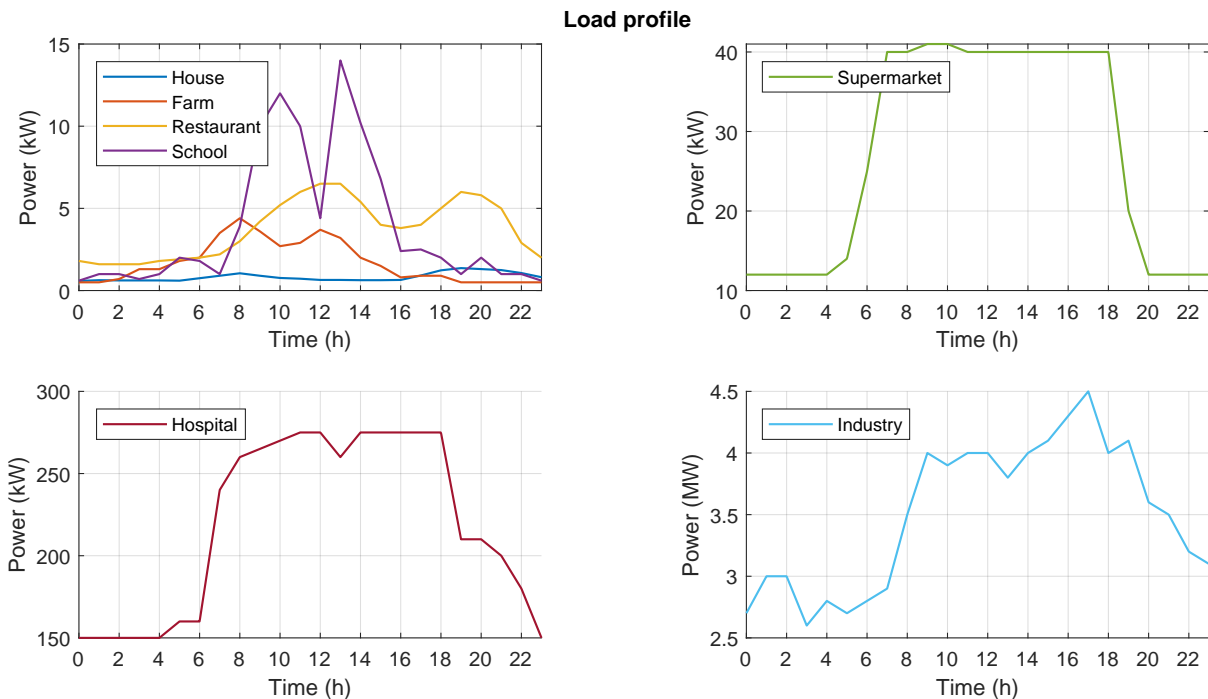 Load profile
15
10
5
0
Power (kW)
House
Farm
Restaurant
School
0 2 4 6 8 10 12 14 16 18 20 22
Time (h)
40
30
20
10
Power (kW)
Supermarket
0 2 4 6 8 10 12 14 16 18 20 22
Time (h)
300
250
200
150
Power (kW)
Hospital
0 2 4 6 8 10 12 14 16 18 20 22
Time (h)
4.5
4
3.5
3
2.5
Power (MW)
Industry
0 2 4 6 8 10 12 14 16 18 20 22
Time (h)